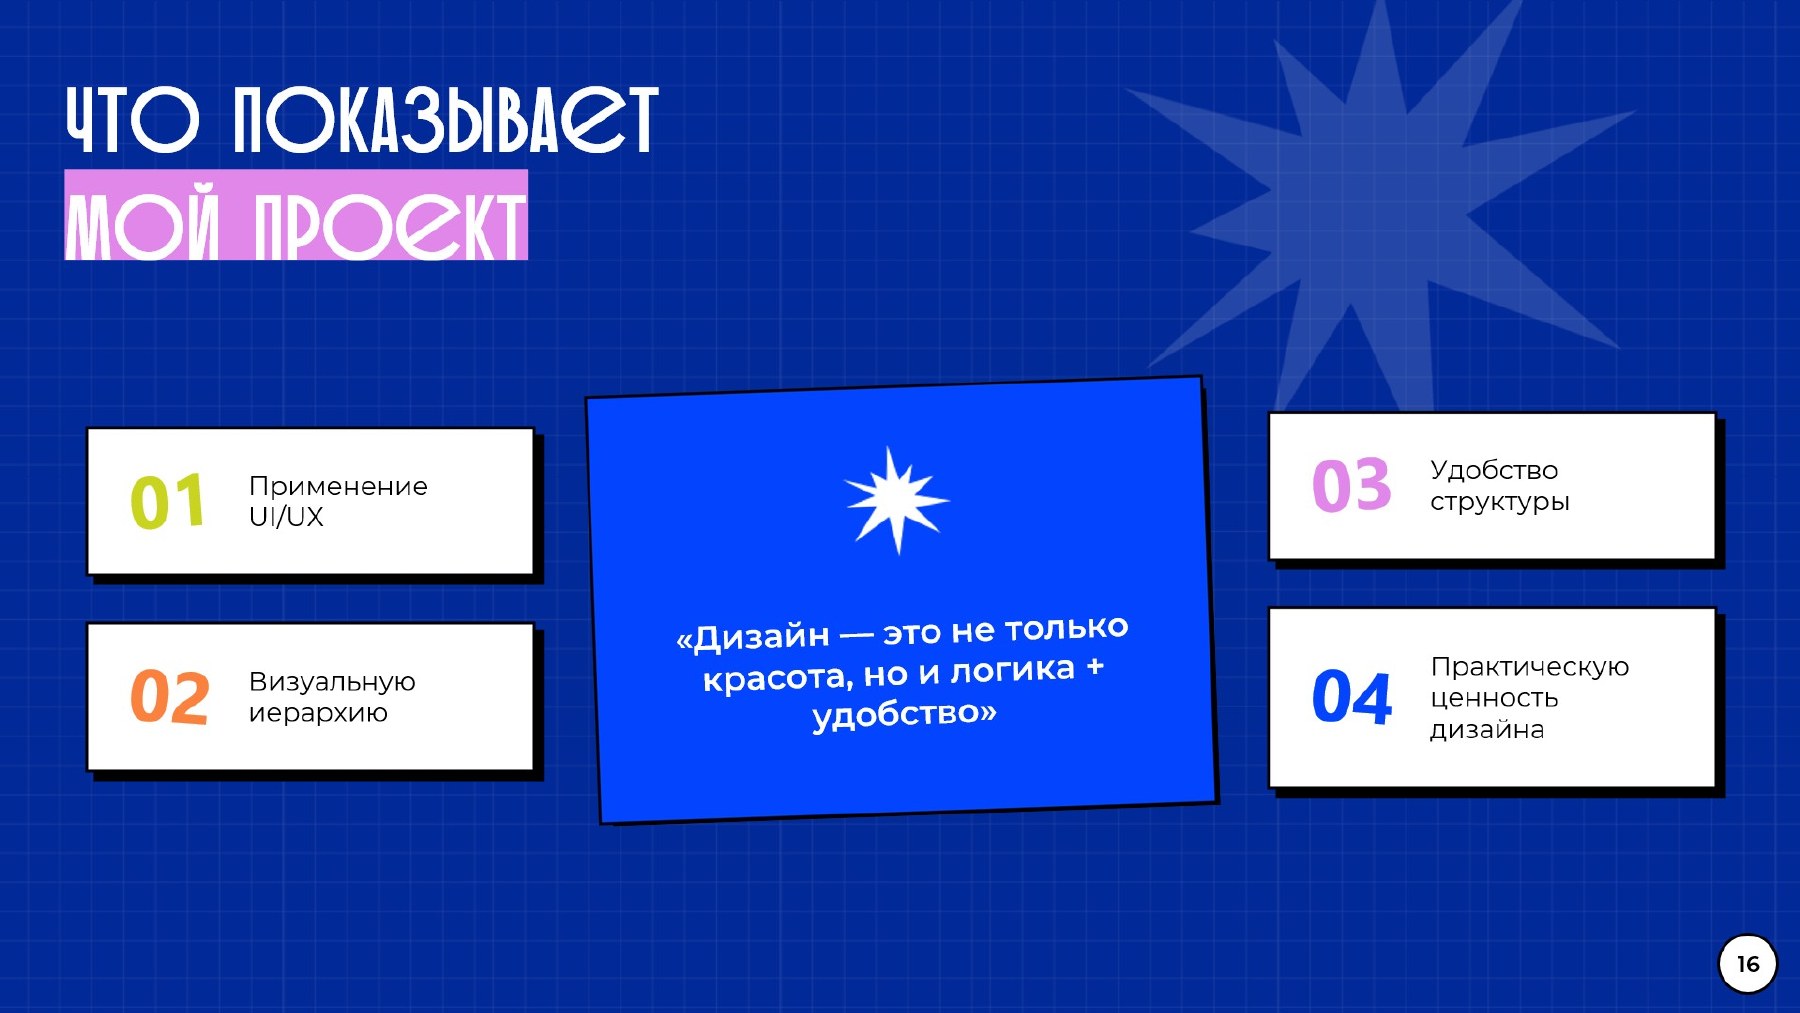 ЧТО ПОКАЗЫВАЕТ
МОЙ ПРОЕКТ
01
Применение
UI/UX
02
Визуальную
иерархию
«Дизайн — это не только
красота, но и логика +
удобство»
03
Удобство
структуры
04
Практическую
ценность
дизайна
16